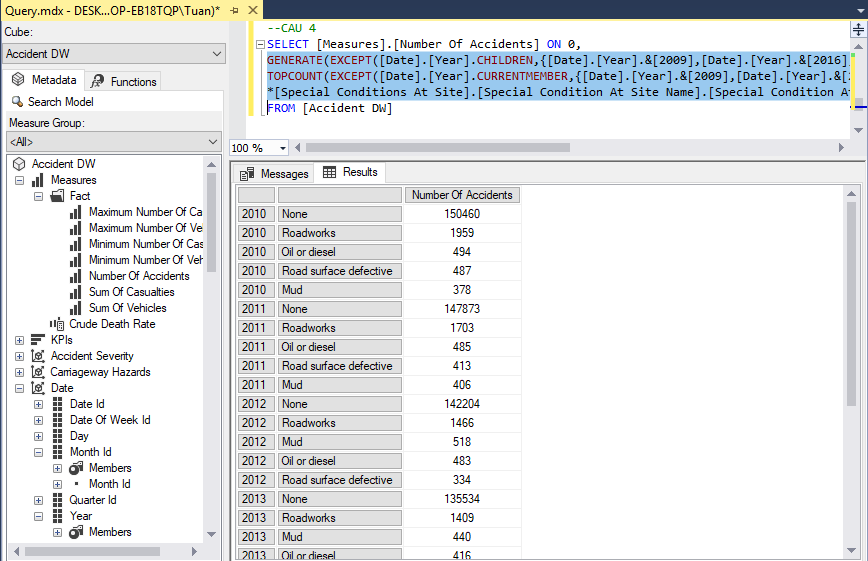 Query.mdx - DESK...OP-EB18TQP\Tuan)*
Cube:
Accident DW
Metadata
Functions
Search Model
Measure Group:
<All>
Accident DW
Measures
Fact
Maximum Number Of Ca
Maximum Number Of Ve
Minimum Number Of Cas
Minimum Number Of Veh
Number Of Accidents
Sum Of Casualties
Sum Of Vehicles
Crude Death Rate
KPIs
Accident Severity
Carriageway Hazards
Date
Date Id
Date Of Week Id
Day
Month Id
Members
Month Id
Quarter Id
Year
Members
--CAU 4
SELECT [Measures].[Number Of Accidents] ON 0,
GENERATE(EXCEPT([Date].[Year].CHILDREN,{[Date].[Year].&[2009],[Date].[Year].&[2016]
TOPCOUNT(EXCEPT([Date].[Year].CURRENTMEMBER,{[Date].[Year].&[2009],[Date].[Year].&[
*[Special Conditions At Site].[Special Condition At Site Name].[Special Condition At
FROM [Accident DW]
100 %
Messages
Results
Number Of Accidents
2010 None 150460
2010 Roadworks 1959
2010 Oil or diesel 494
2010 Road surface defective 487
2010 Mud 378
2011 None 147873
2011 Roadworks 1703
2011 Oil or diesel 485
2011 Road surface defective 413
2011 Mud 406
2012 None 142204
2012 Roadworks 1466
2012 Mud 518
2012 Oil or diesel 483
2012 Road surface defective 334
2013 None 135534
2013 Roadworks 1409
2013 Mud 440
2013 Oil or diesel 416